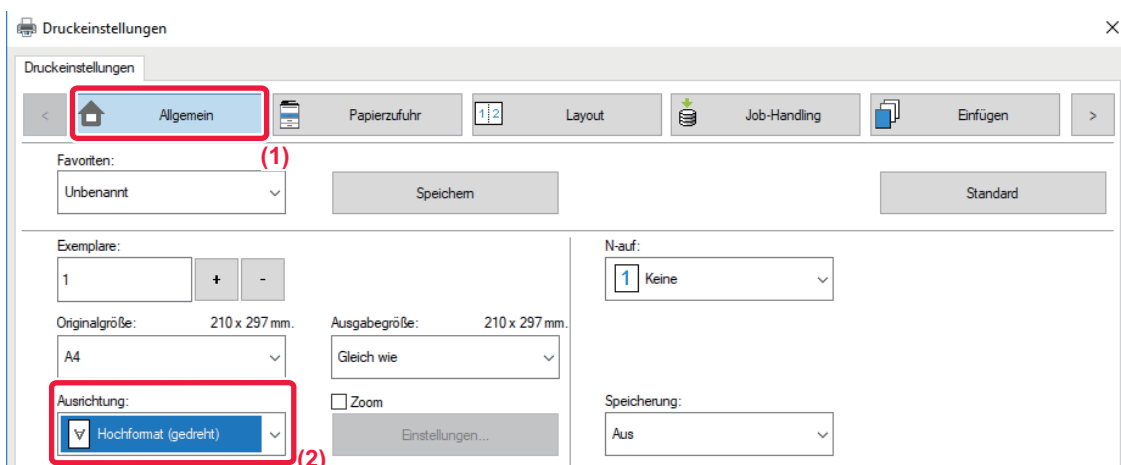 Druckeinstellungen
Druckeinstellungen
< Allgemein Papierzufuhr 1 2 Layout Job-Handling Einfügen >
(1)
Favoriten:
Unbenannt Speichern Standard
Exemplare: N-auf:
1 + - 1 Keine
Originalgröße: 210 x 297 mm. Ausgabegröße: 210 x 297 mm.
A4 Gleich wie
Ausrichtung: Zoom Speicherung:
A Hochformat (gedreht) Einstellungen... Aus
(2)